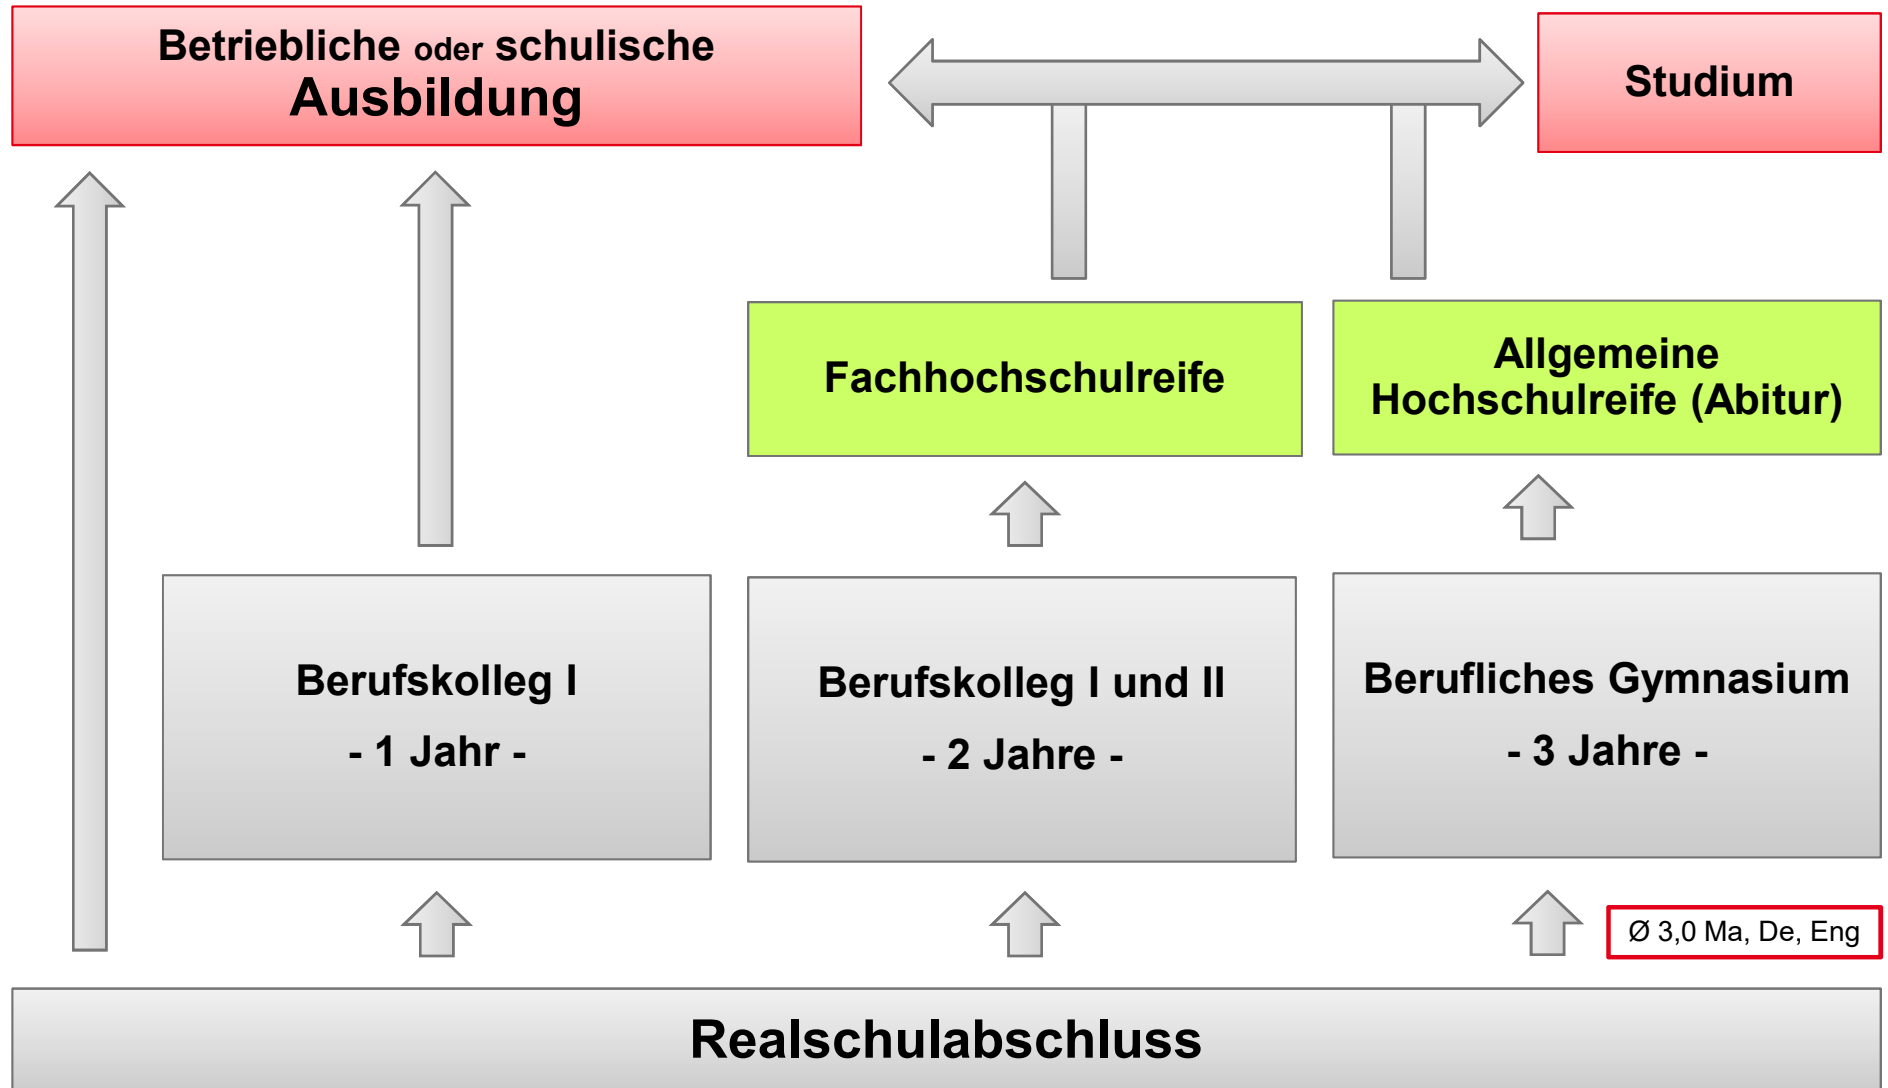 Betriebliche oder schulische
Ausbildung
Studium
Fachhochschulreife
Allgemeine
Hochschulreife (Abitur)
Berufskolleg I
- 1 Jahr -
Berufskolleg I und II
- 2 Jahre -
Berufliches Gymnasium
- 3 Jahre -
Ø 3,0 Ma, De, Eng
Realschulabschluss